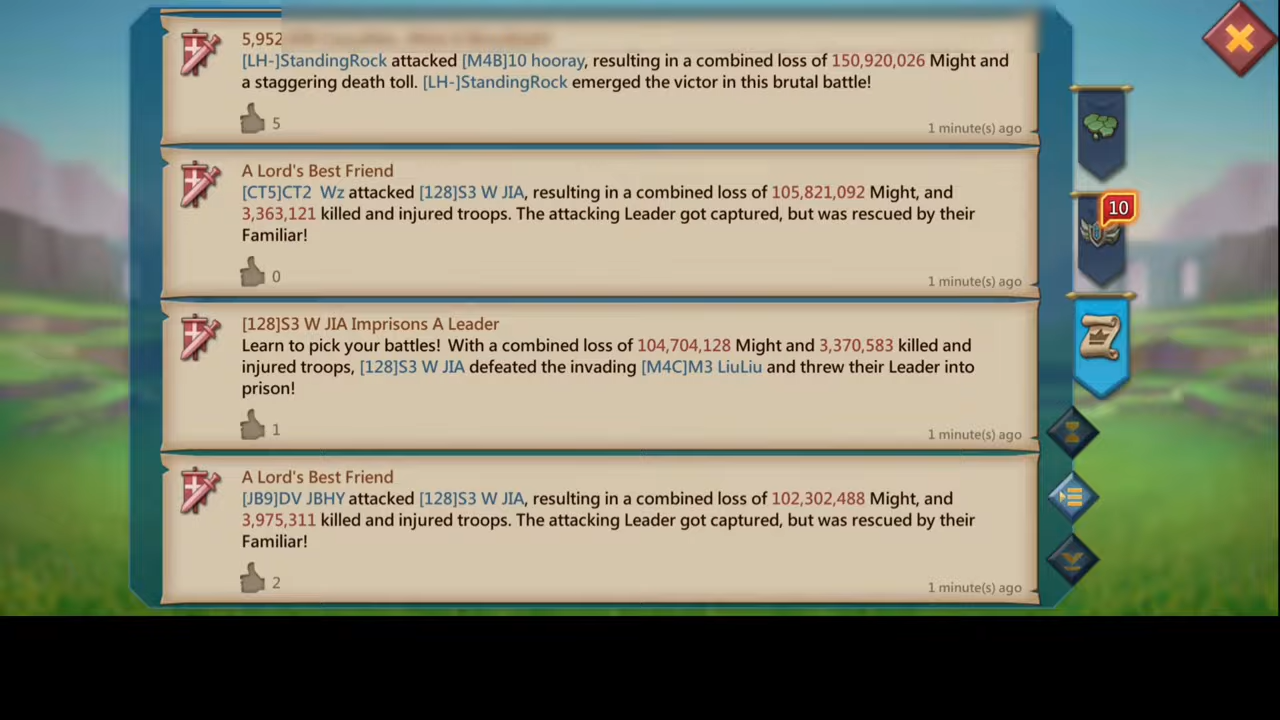 5,952
[LH-]StandingRock attacked [M4B]10 hooray, resulting in a combined loss of 150,920,026 Might and
a staggering death toll. [LH-]StandingRock emerged the victor in this brutal battle!
5
1 minute(s) ago
A Lord's Best Friend
[CT5]CT2 Wz attacked [128]S3 W JIA, resulting in a combined loss of 105,821,092 Might, and
3,363,121 killed and injured troops. The attacking Leader got captured, but was rescued by their
Familiar!
0
1 minute(s) ago
10
[128]S3 W JIA Imprisons A Leader
Learn to pick your battles! With a combined loss of 104,704,128 Might and 3,370,583 killed and
injured troops, [128]S3 W JIA defeated the invading [M4C]M3 LiuLiu and threw their Leader into
prison!
1
1 minute(s) ago
A Lord's Best Friend
[JB9]DV JBHY attacked [128]S3 W JIA, resulting in a combined loss of 102,302,488 Might, and
3,975,311 killed and injured troops. The attacking Leader got captured, but was rescued by their
Familiar!
2
1 minute(s) ago